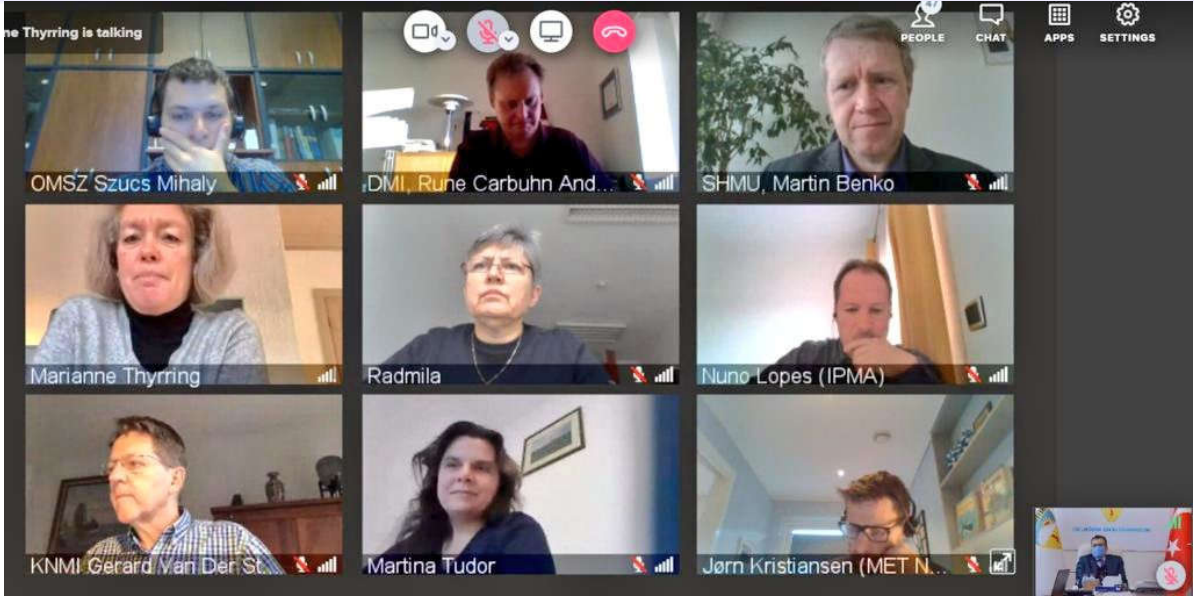 ne Thyrring is talking
47
PEOPLE
CHAT
APPS
SETTINGS
OMSZ Szucs Mihaly
DMI, Rune Carbuhn And...
SHMU, Martin Benko
Marianne Thyrring
Radmila
Nuno Lopes (IPMA)
KNMI Gerard Van Der St...
Martina Tudor
Jørn Kristiansen (MET N...